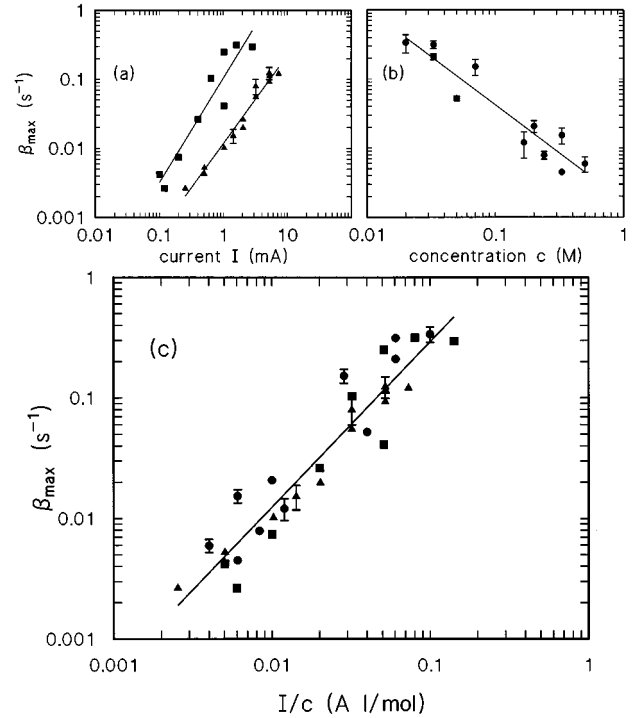 1
0.1
0.01
0.001
β_max (s⁻¹)
(a)
0.01 0.1 1 10 100
current I (mA)
(b)
0.01 0.1 1
concentration c (M)
1
0.1
0.01
0.001
β_max (s⁻¹)
(c)
0.01 0.1 1
I/c (A l/mol)